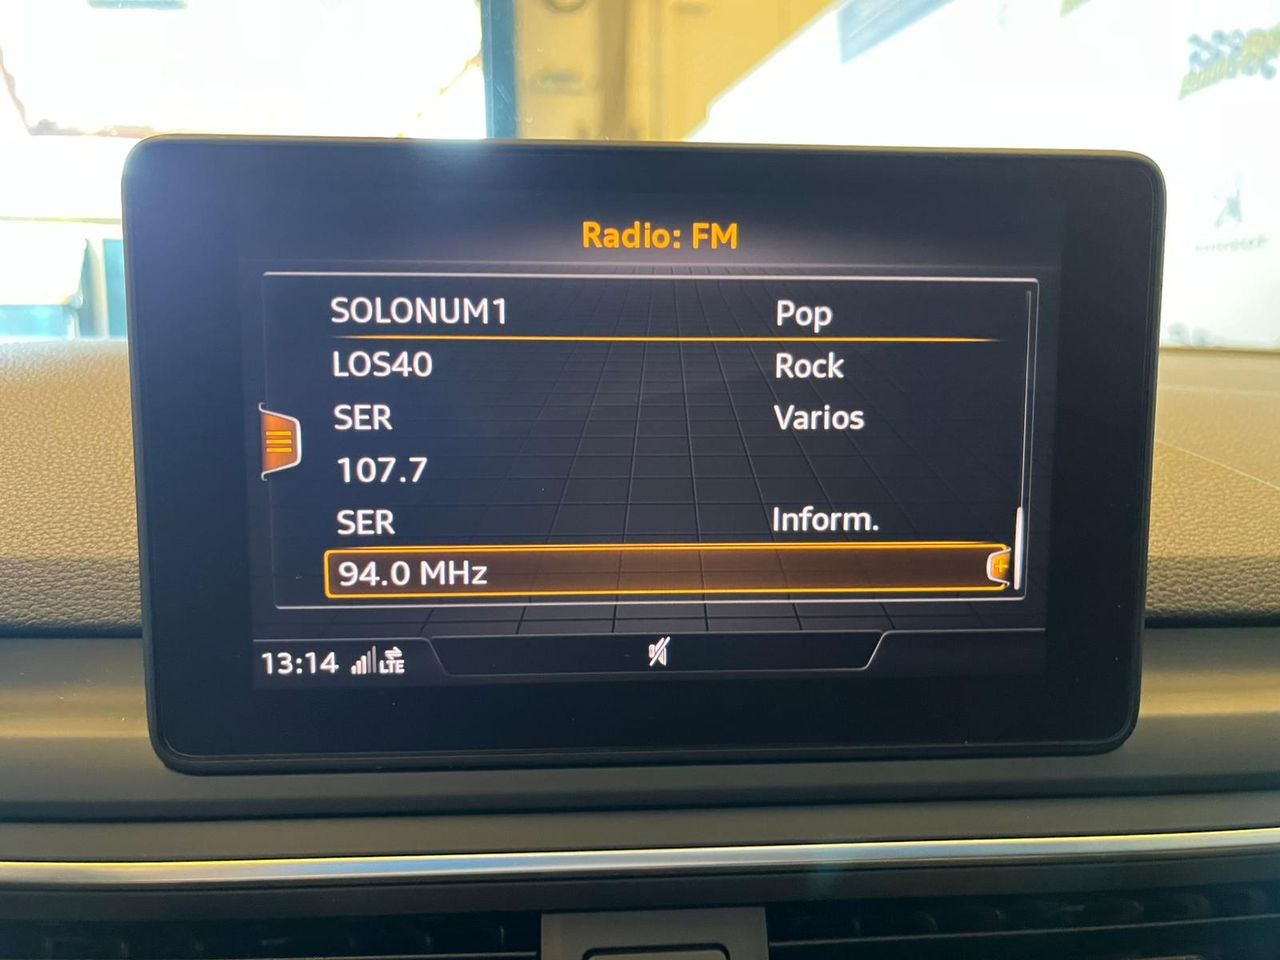 Radio: FM
SOLONUM1 Pop
LOS40 Rock
SER Varios
107.7
SER Inform.
94.0 MHz
13:14 LTE